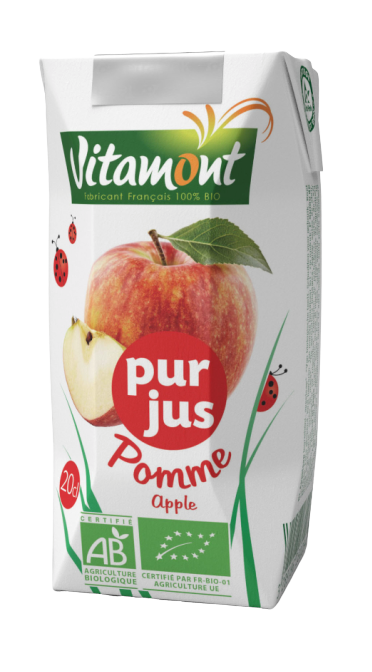 Vitamont
fabricant Français 100% BIO
pur
jus
Pomme
Apple
20cl
CERTIFIÉ
AB
AGRICULTURE
BIOLOGIQUE
CERTIFIÉ PAR FR-BIO-01
AGRICULTURE UE